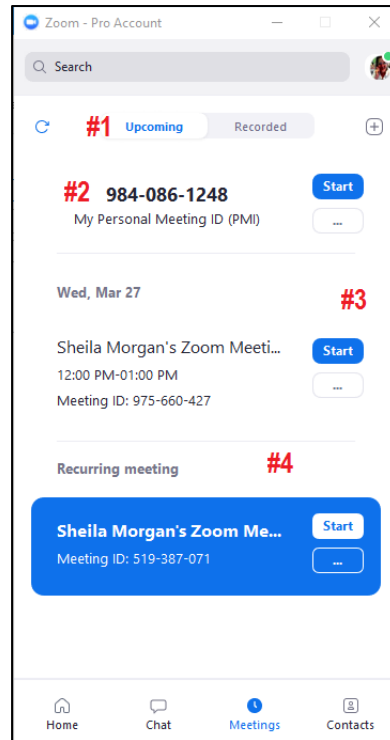 Zoom - Pro Account
Search
#1 Upcoming Recorded
#2 984-086-1248 Start
My Personal Meeting ID (PMI) ...
Wed, Mar 27
#3
Sheila Morgan's Zoom Meeti... Start
12:00 PM-01:00 PM ...
Meeting ID: 975-660-427
Recurring meeting #4
Sheila Morgan's Zoom Me... Start
Meeting ID: 519-387-071 ...
Home Chat Meetings Contacts